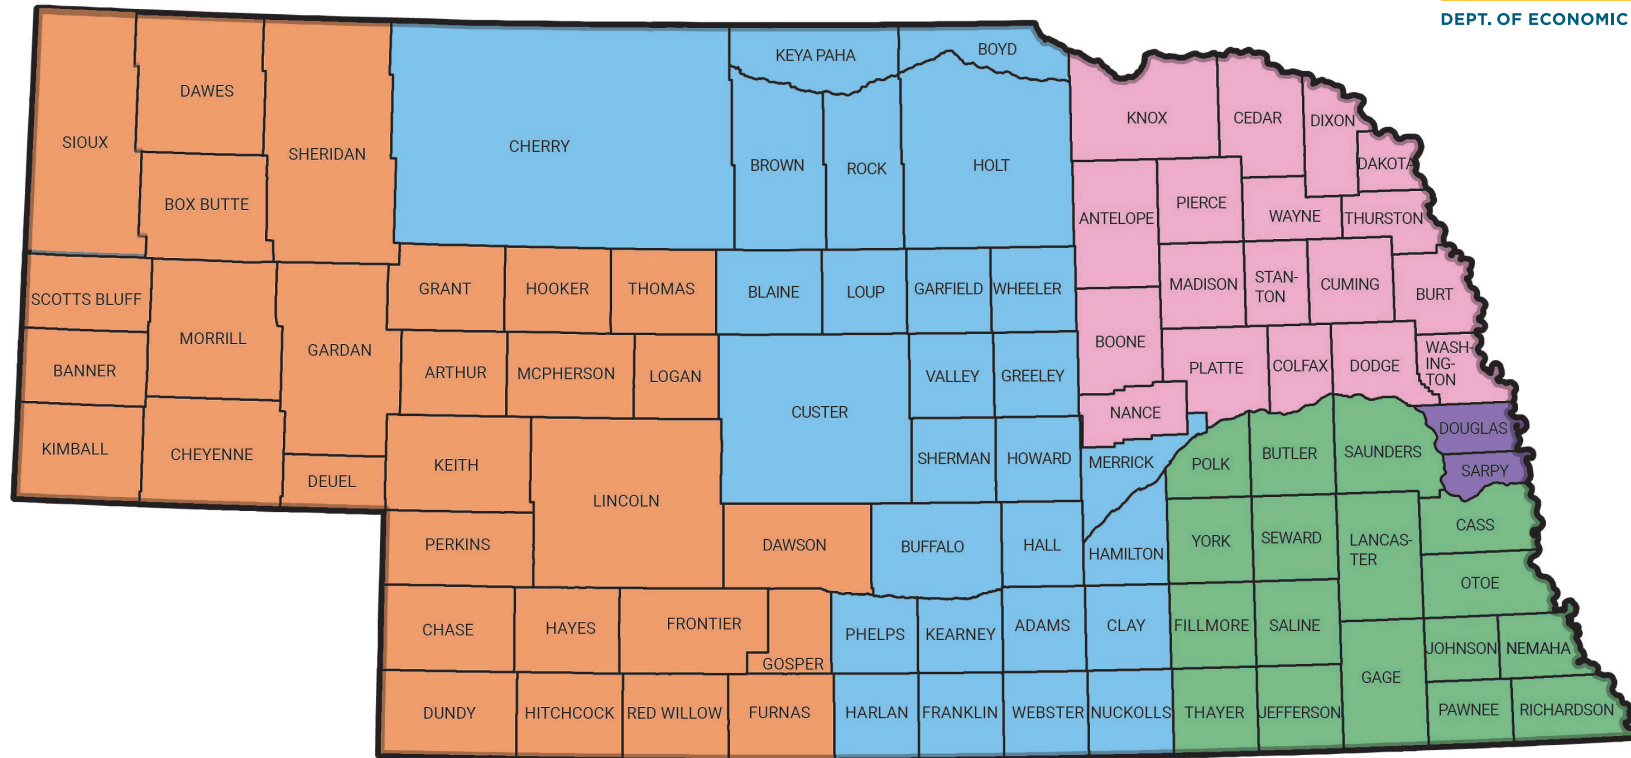 DEPT. OF ECONOMIC
KEYA PAHA
BOYD
DAWES
KNOX
CEDAR
DIXON
SIOUX
SHERIDAN
CHERRY
BROWN
ROCK
HOLT
DAKOTA
BOX BUTTE
PIERCE
ANTELOPE
WAYNE
THURSTON
SCOTTS BLUFF
GRANT
HOOKER
THOMAS
BLAINE
LOUP
GARFIELD
WHEELER
MADISON
STAN-
TON
CUMING
BURT
MORRILL
GARDAN
BANNER
ARTHUR
MCPHERSON
LOGAN
VALLEY
GREELEY
BOONE
PLATTE
COLFAX
DODGE
WASH-
ING-
TON
CUSTER
NANCE
DOUGLAS
KIMBALL
CHEYENNE
KEITH
SHERMAN
HOWARD
MERRICK
POLK
BUTLER
SAUNDERS
SARPY
DEUEL
LINCOLN
PERKINS
DAWSON
BUFFALO
HALL
HAMILTON
YORK
SEWARD
LANCAS-
TER
CASS
OTOE
CHASE
HAYES
FRONTIER
GOSPER
PHELPS
KEARNEY
ADAMS
CLAY
FILLMORE
SALINE
JOHNSON
NEMAHA
GAGE
DUNDY
HITCHCOCK
RED WILLOW
FURNAS
HARLAN
FRANKLIN
WEBSTER
NUCKOLLS
THAYER
JEFFERSON
PAWNEE
RICHARDSON